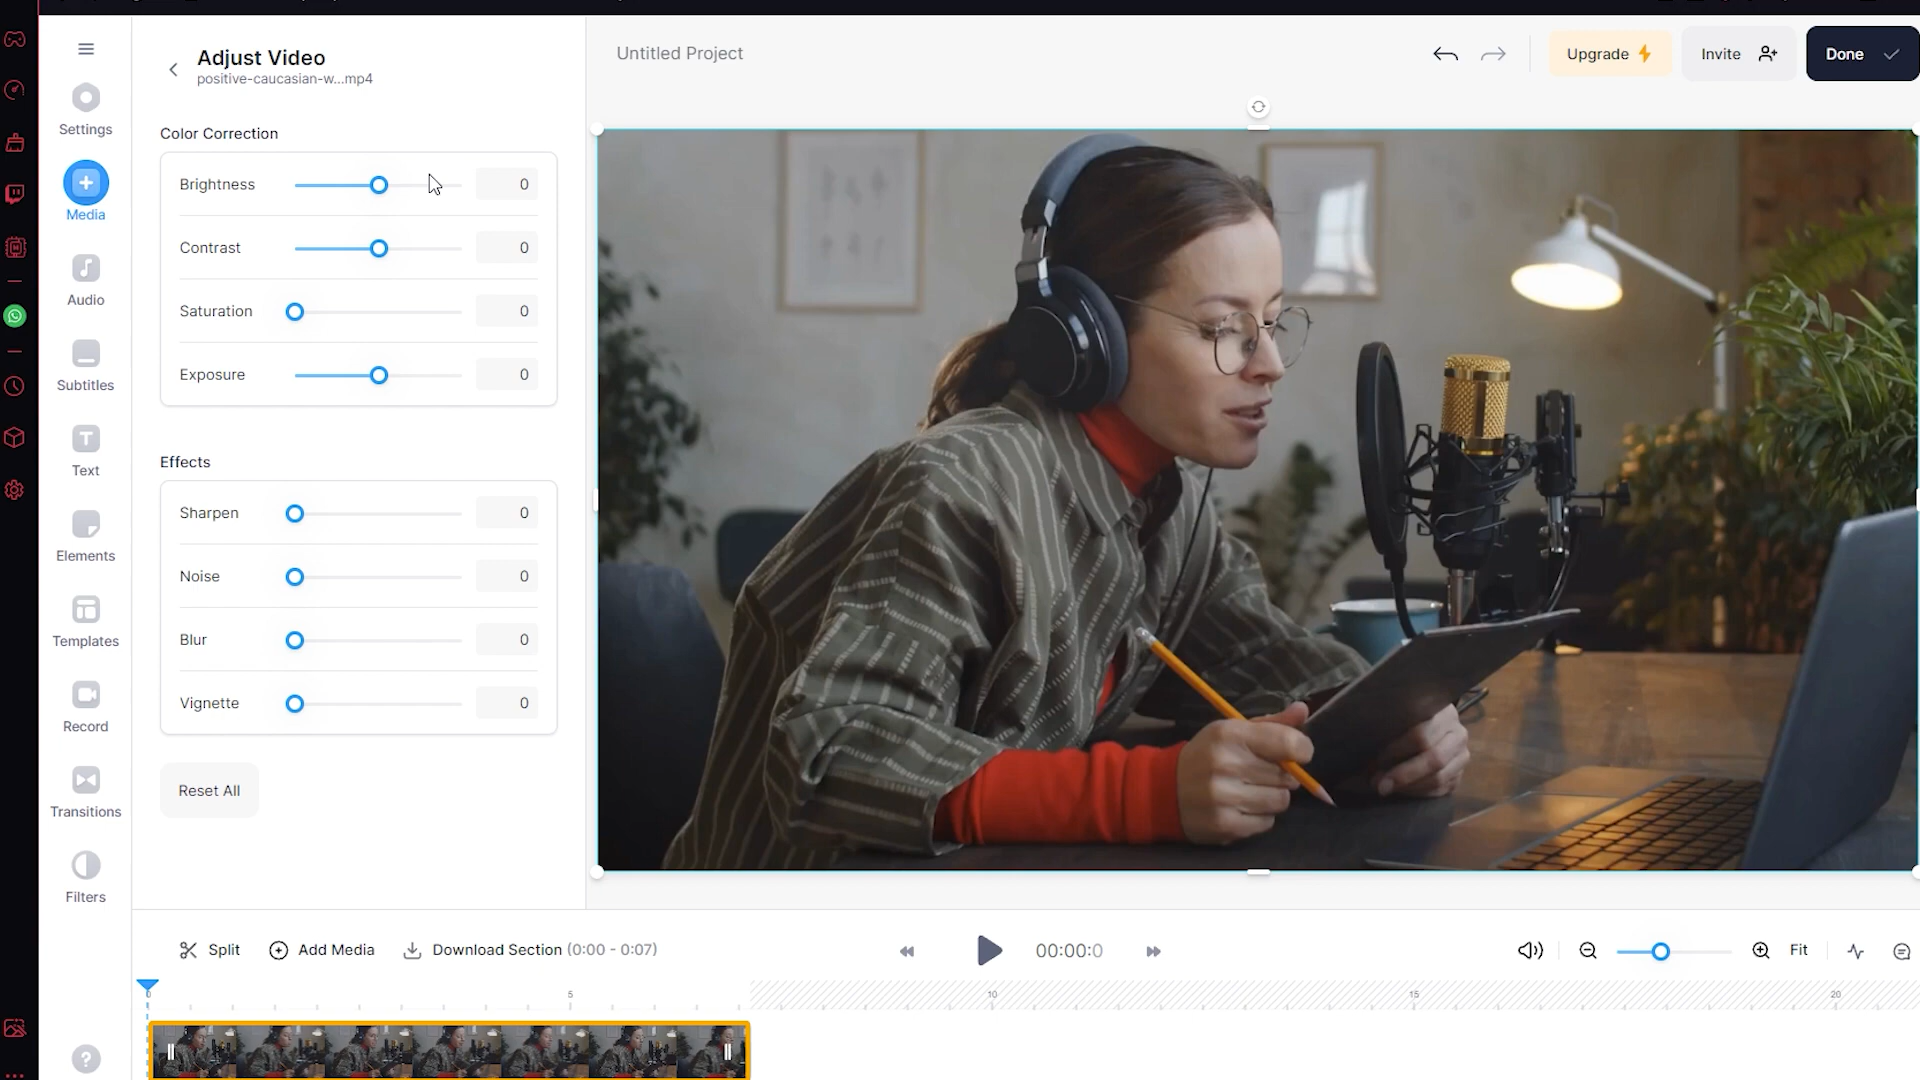 Adjust Video
positive-caucasian-w...mp4
Untitled Project
Upgrade
Invite
Done
Settings
Media
Audio
Subtitles
Text
Elements
Templates
Record
Transitions
Filters
?
Color Correction
Brightness 0
Contrast 0
Saturation 0
Exposure 0
Effects
Sharpen 0
Noise 0
Blur 0
Vignette 0
Reset All
Split
Add Media
Download Section (0:00 - 0:07)
00:00:0
Fit
0 5 10 15 20